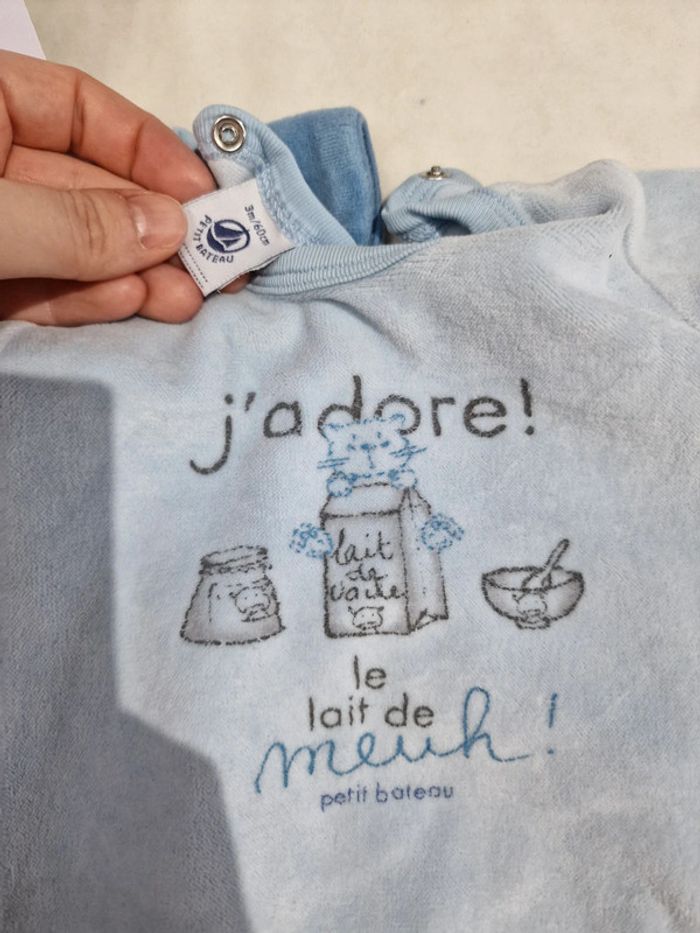 3m/60cm
PETIT BATEAU
j'adore!
lait
de
vache
le
lait de
meuh!
petit bateau